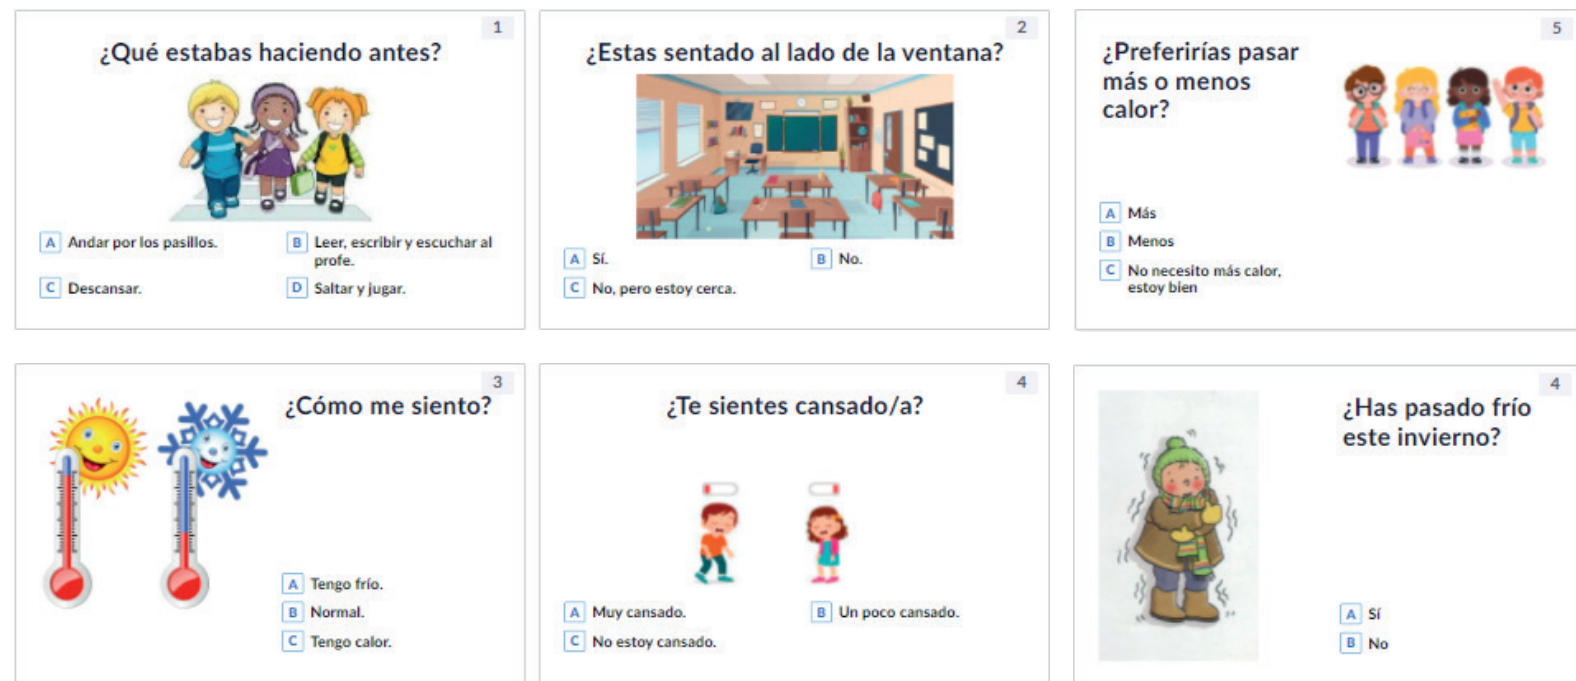 1
¿Qué estabas haciendo antes?
A Andar por los pasillos.
B Leer, escribir y escuchar al
profe.
C Descansar.
D Saltar y jugar.
2
¿Estas sentado al lado de la ventana?
A Sí.
B No.
C No, pero estoy cerca.
5
¿Preferirías pasar
más o menos
calor?
A Más
B Menos
C No necesito más calor,
estoy bien
3
¿Cómo me siento?
A Tengo frío.
B Normal.
C Tengo calor.
4
¿Te sientes cansado/a?
A Muy cansado.
B Un poco cansado.
C No estoy cansado.
4
¿Has pasado frío
este invierno?
A Sí
B No